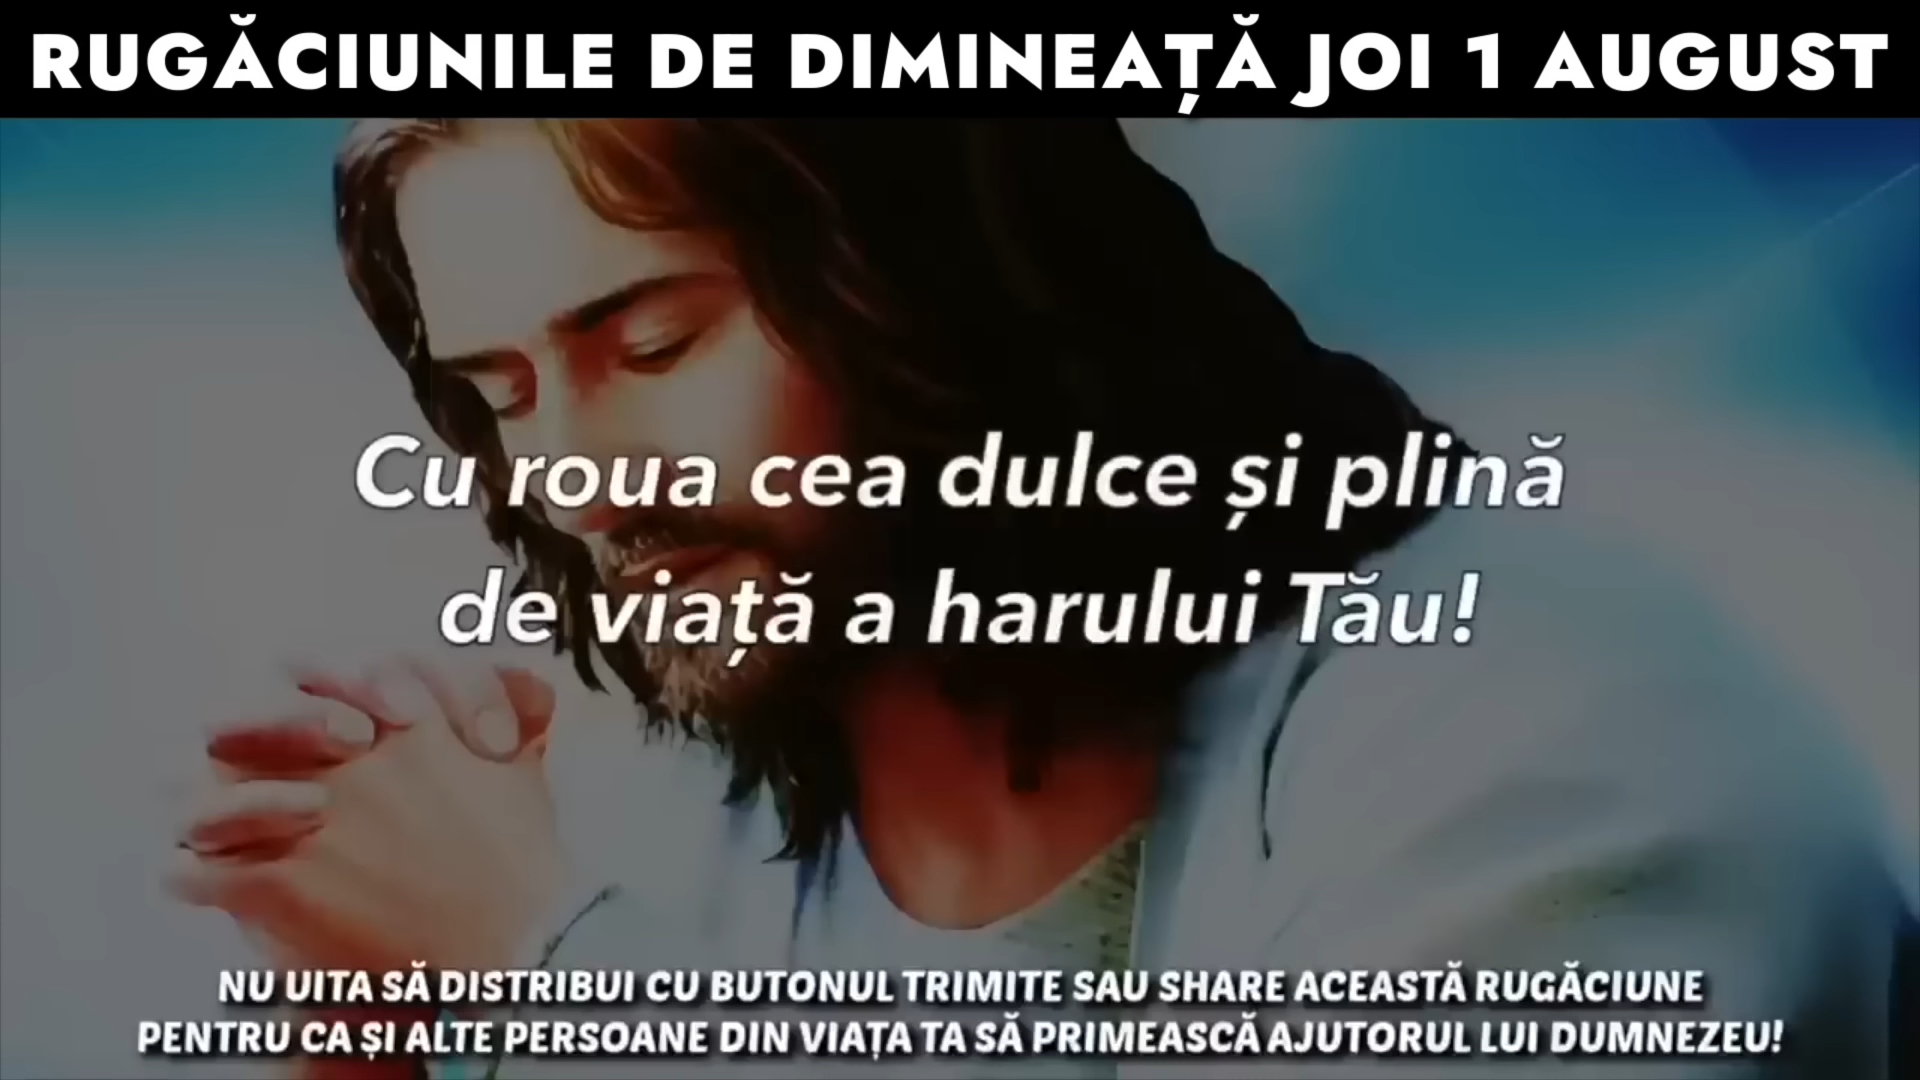 RUGĂCIUNILE DE DIMINEAȚĂ JOI 1 AUGUST
Cu roua cea dulce și plină
de viață a harului Tău!
NU UITA SĂ DISTRIBUI CU BUTONUL TRIMITE SAU SHARE ACEASTĂ RUGĂCIUNE
PENTRU CA ȘI ALTE PERSOANE DIN VIAȚA TA SĂ PRIMEASCĂ AJUTORUL LUI DUMNEZEU!